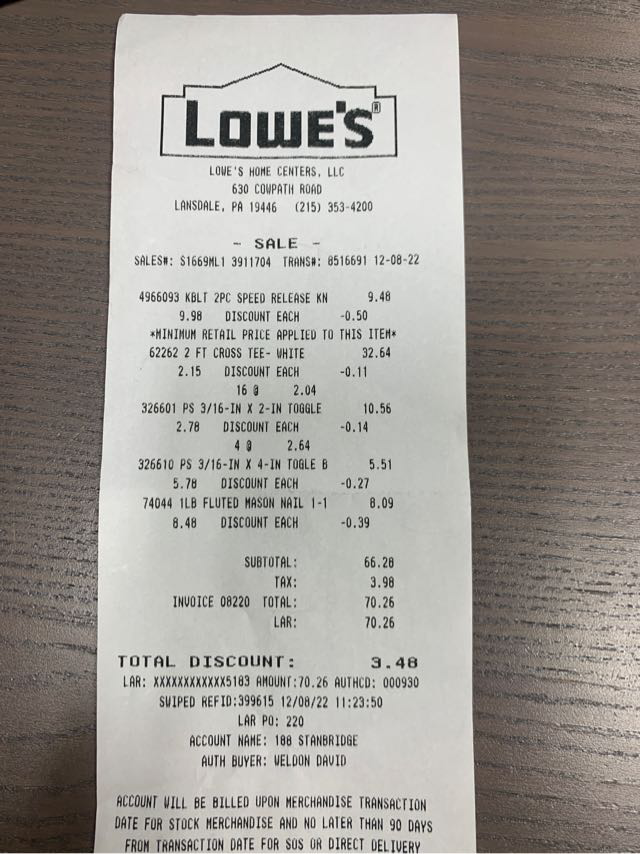 LOWE'S®
LOWE'S HOME CENTERS, LLC
630 COWPATH ROAD
LANSDALE, PA 19446 (215) 353-4200
- SALE -
SALES#: S1669ML1 3911704 TRANS#: 8516691 12-08-22
4966093 KBLT 2PC SPEED RELEASE KN 9.48
9.98 DISCOUNT EACH -0.50
*MINIMUM RETAIL PRICE APPLIED TO THIS ITEM*
62262 2 FT CROSS TEE- WHITE 32.64
2.15 DISCOUNT EACH -0.11
16 @ 2.04
326601 PS 3/16-IN X 2-IN TOGGLE 10.56
2.78 DISCOUNT EACH -0.14
4 @ 2.64
326610 PS 3/16-IN X 4-IN TOGLE B 5.51
5.78 DISCOUNT EACH -0.27
74044 1LB FLUTED MASON NAIL 1-1 8.09
8.48 DISCOUNT EACH -0.39
SUBTOTAL: 66.28
TAX: 3.98
INVOICE 08220 TOTAL: 70.26
LAR: 70.26
TOTAL DISCOUNT: 3.48
LAR: XXXXXXXXXXXX5183 AMOUNT:70.26 AUTHCD: 000930
SWIPED REFID:399615 12/08/22 11:23:50
LAR PO: 220
ACCOUNT NAME: 188 STANBRIDGE
AUTH BUYER: WELDON DAVID
ACCOUNT WILL BE BILLED UPON MERCHANDISE TRANSACTION
DATE FOR STOCK MERCHANDISE AND NO LATER THAN 90 DAYS
FROM TRANSACTION DATE FOR SOS OR DIRECT DELIVERY